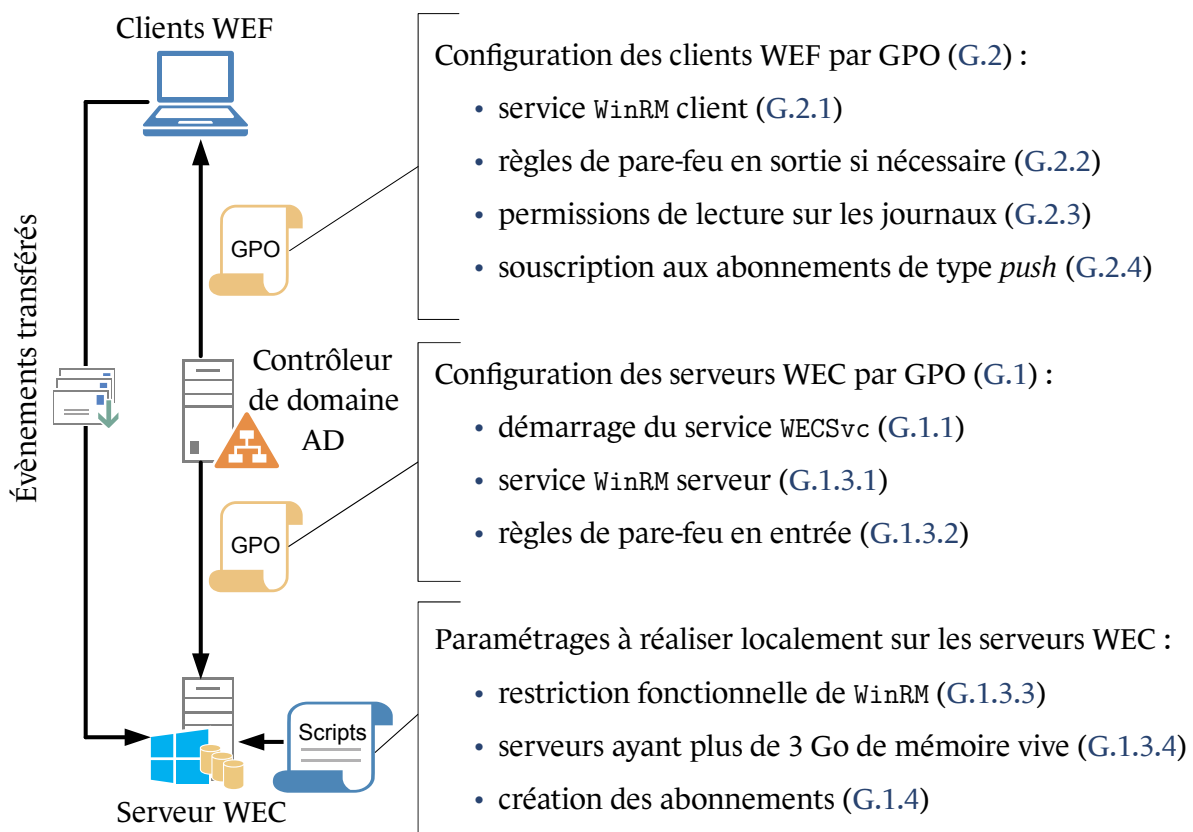 Clients WEF
Évènements transférés
GPO
Contrôleur
de domaine
AD
GPO
Scripts
Serveur WEC
Configuration des clients WEF par GPO (G.2) :
• service WinRM client (G.2.1)
• règles de pare-feu en sortie si nécessaire (G.2.2)
• permissions de lecture sur les journaux (G.2.3)
• souscription aux abonnements de type push (G.2.4)
Configuration des serveurs WEC par GPO (G.1) :
• démarrage du service WECSvc (G.1.1)
• service WinRM serveur (G.1.3.1)
• règles de pare-feu en entrée (G.1.3.2)
Paramétrages à réaliser localement sur les serveurs WEC :
• restriction fonctionnelle de WinRM (G.1.3.3)
• serveurs ayant plus de 3 Go de mémoire vive (G.1.3.4)
• création des abonnements (G.1.4)